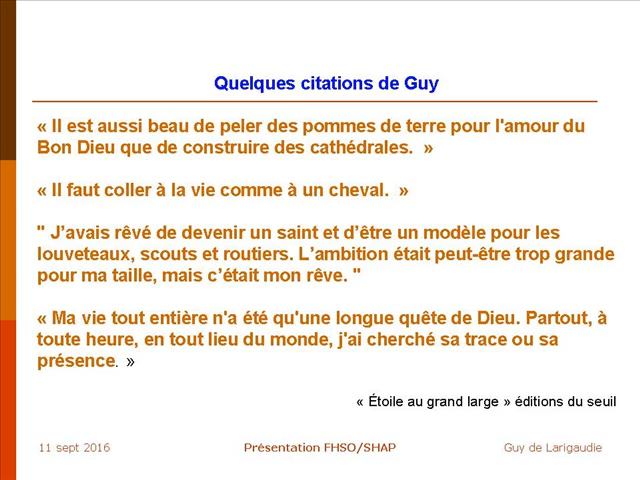 Quelques citations de Guy
« Il est aussi beau de peler des pommes de terre pour l'amour du
Bon Dieu que de construire des cathédrales.  »
« Il faut coller à la vie comme à un cheval.  »
" J’avais rêvé de devenir un saint et d’être un modèle pour les
louveteaux, scouts et routiers. L’ambition était peut-être trop grande
pour ma taille, mais c’était mon rêve. "
« Ma vie tout entière n'a été qu'une longue quête de Dieu. Partout, à
toute heure, en tout lieu du monde, j'ai cherché sa trace ou sa
présence. »
« Étoile au grand large » éditions du seuil
11 sept 2016 Présentation FHSO/SHAP Guy de Larigaudie